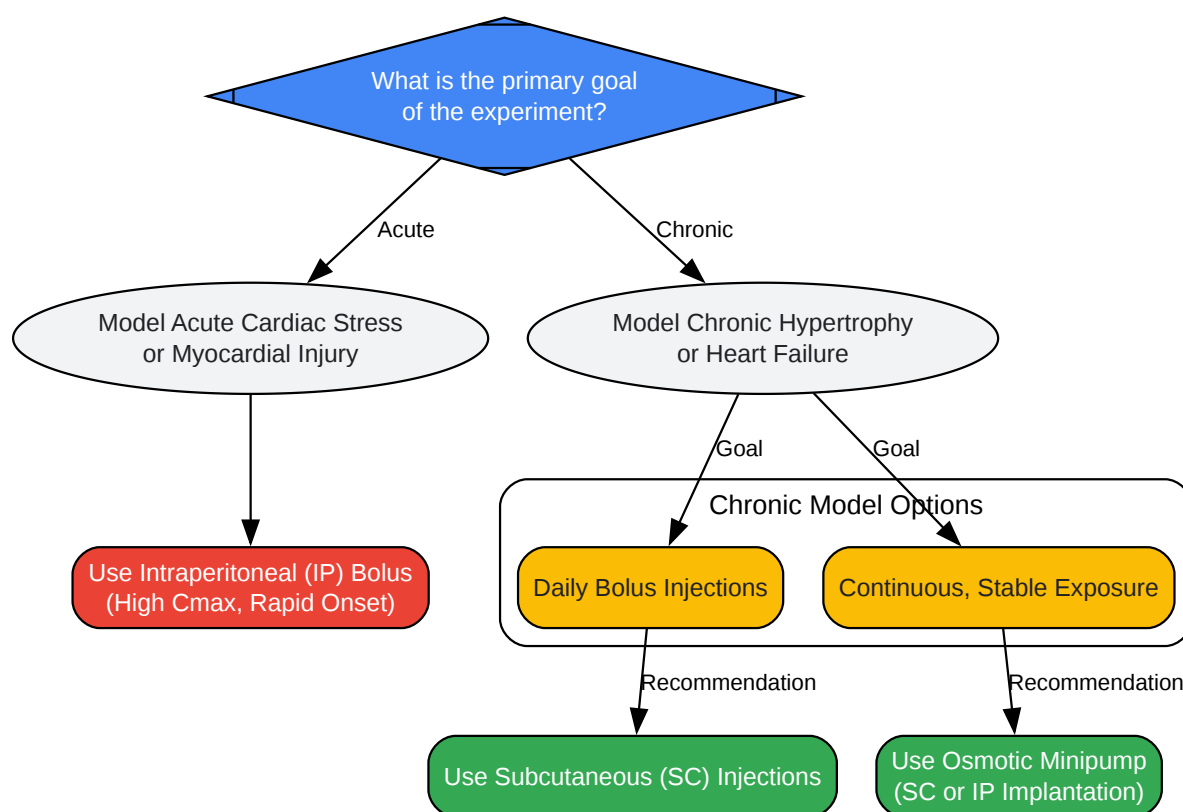 What is the primary goal
of the experiment?
Acute
Chronic
Model Acute Cardiac Stress
or Myocardial Injury
Model Chronic Hypertrophy
or Heart Failure
Goal
Goal
Chronic Model Options
Use Intraperitoneal (IP) Bolus
(High Cmax, Rapid Onset)
Daily Bolus Injections
Continuous, Stable Exposure
Recommendation
Recommendation
Use Subcutaneous (SC) Injections
Use Osmotic Minipump
(SC or IP Implantation)